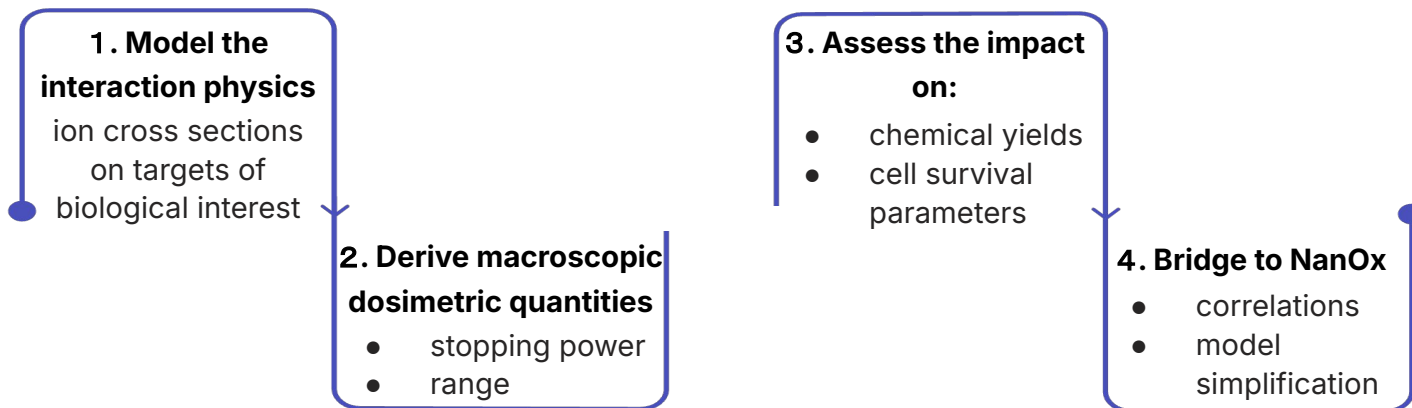 1. Model the
interaction physics
ion cross sections
on targets of
biological interest
2. Derive macroscopic
dosimetric quantities
● stopping power
● range
3. Assess the impact
on:
● chemical yields
● cell survival
parameters
4. Bridge to NanOx
● correlations
● model
simplification